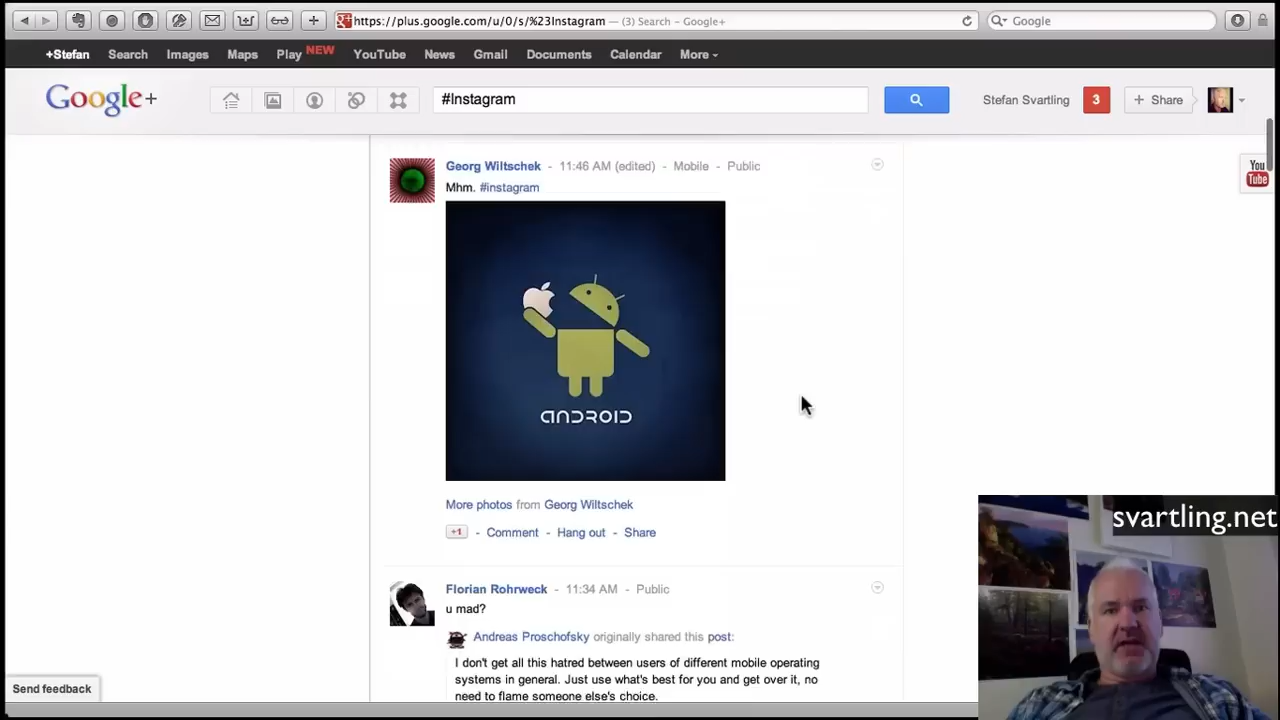 https://plus.google.com/u/0/s/%23Instagram — (3) Search – Google+
Google
+Stefan Search Images Maps Play NEW YouTube News Gmail Documents Calendar More
Google+
#Instagram
Stefan Svartling 3 + Share
You
Tube
Georg Wiltschek - 11:46 AM (edited) - Mobile - Public
Mhm. #instagram
ANDROID
More photos from Georg Wiltschek
+1 - Comment - Hang out - Share
svartling.net
Florian Rohrweck - 11:34 AM - Public
u mad?
Andreas Proschofsky originally shared this post:
I don't get all this hatred between users of different mobile operating
systems in general. Just use what's best for you and get over it, no
need to flame someone else's choice.
Send feedback